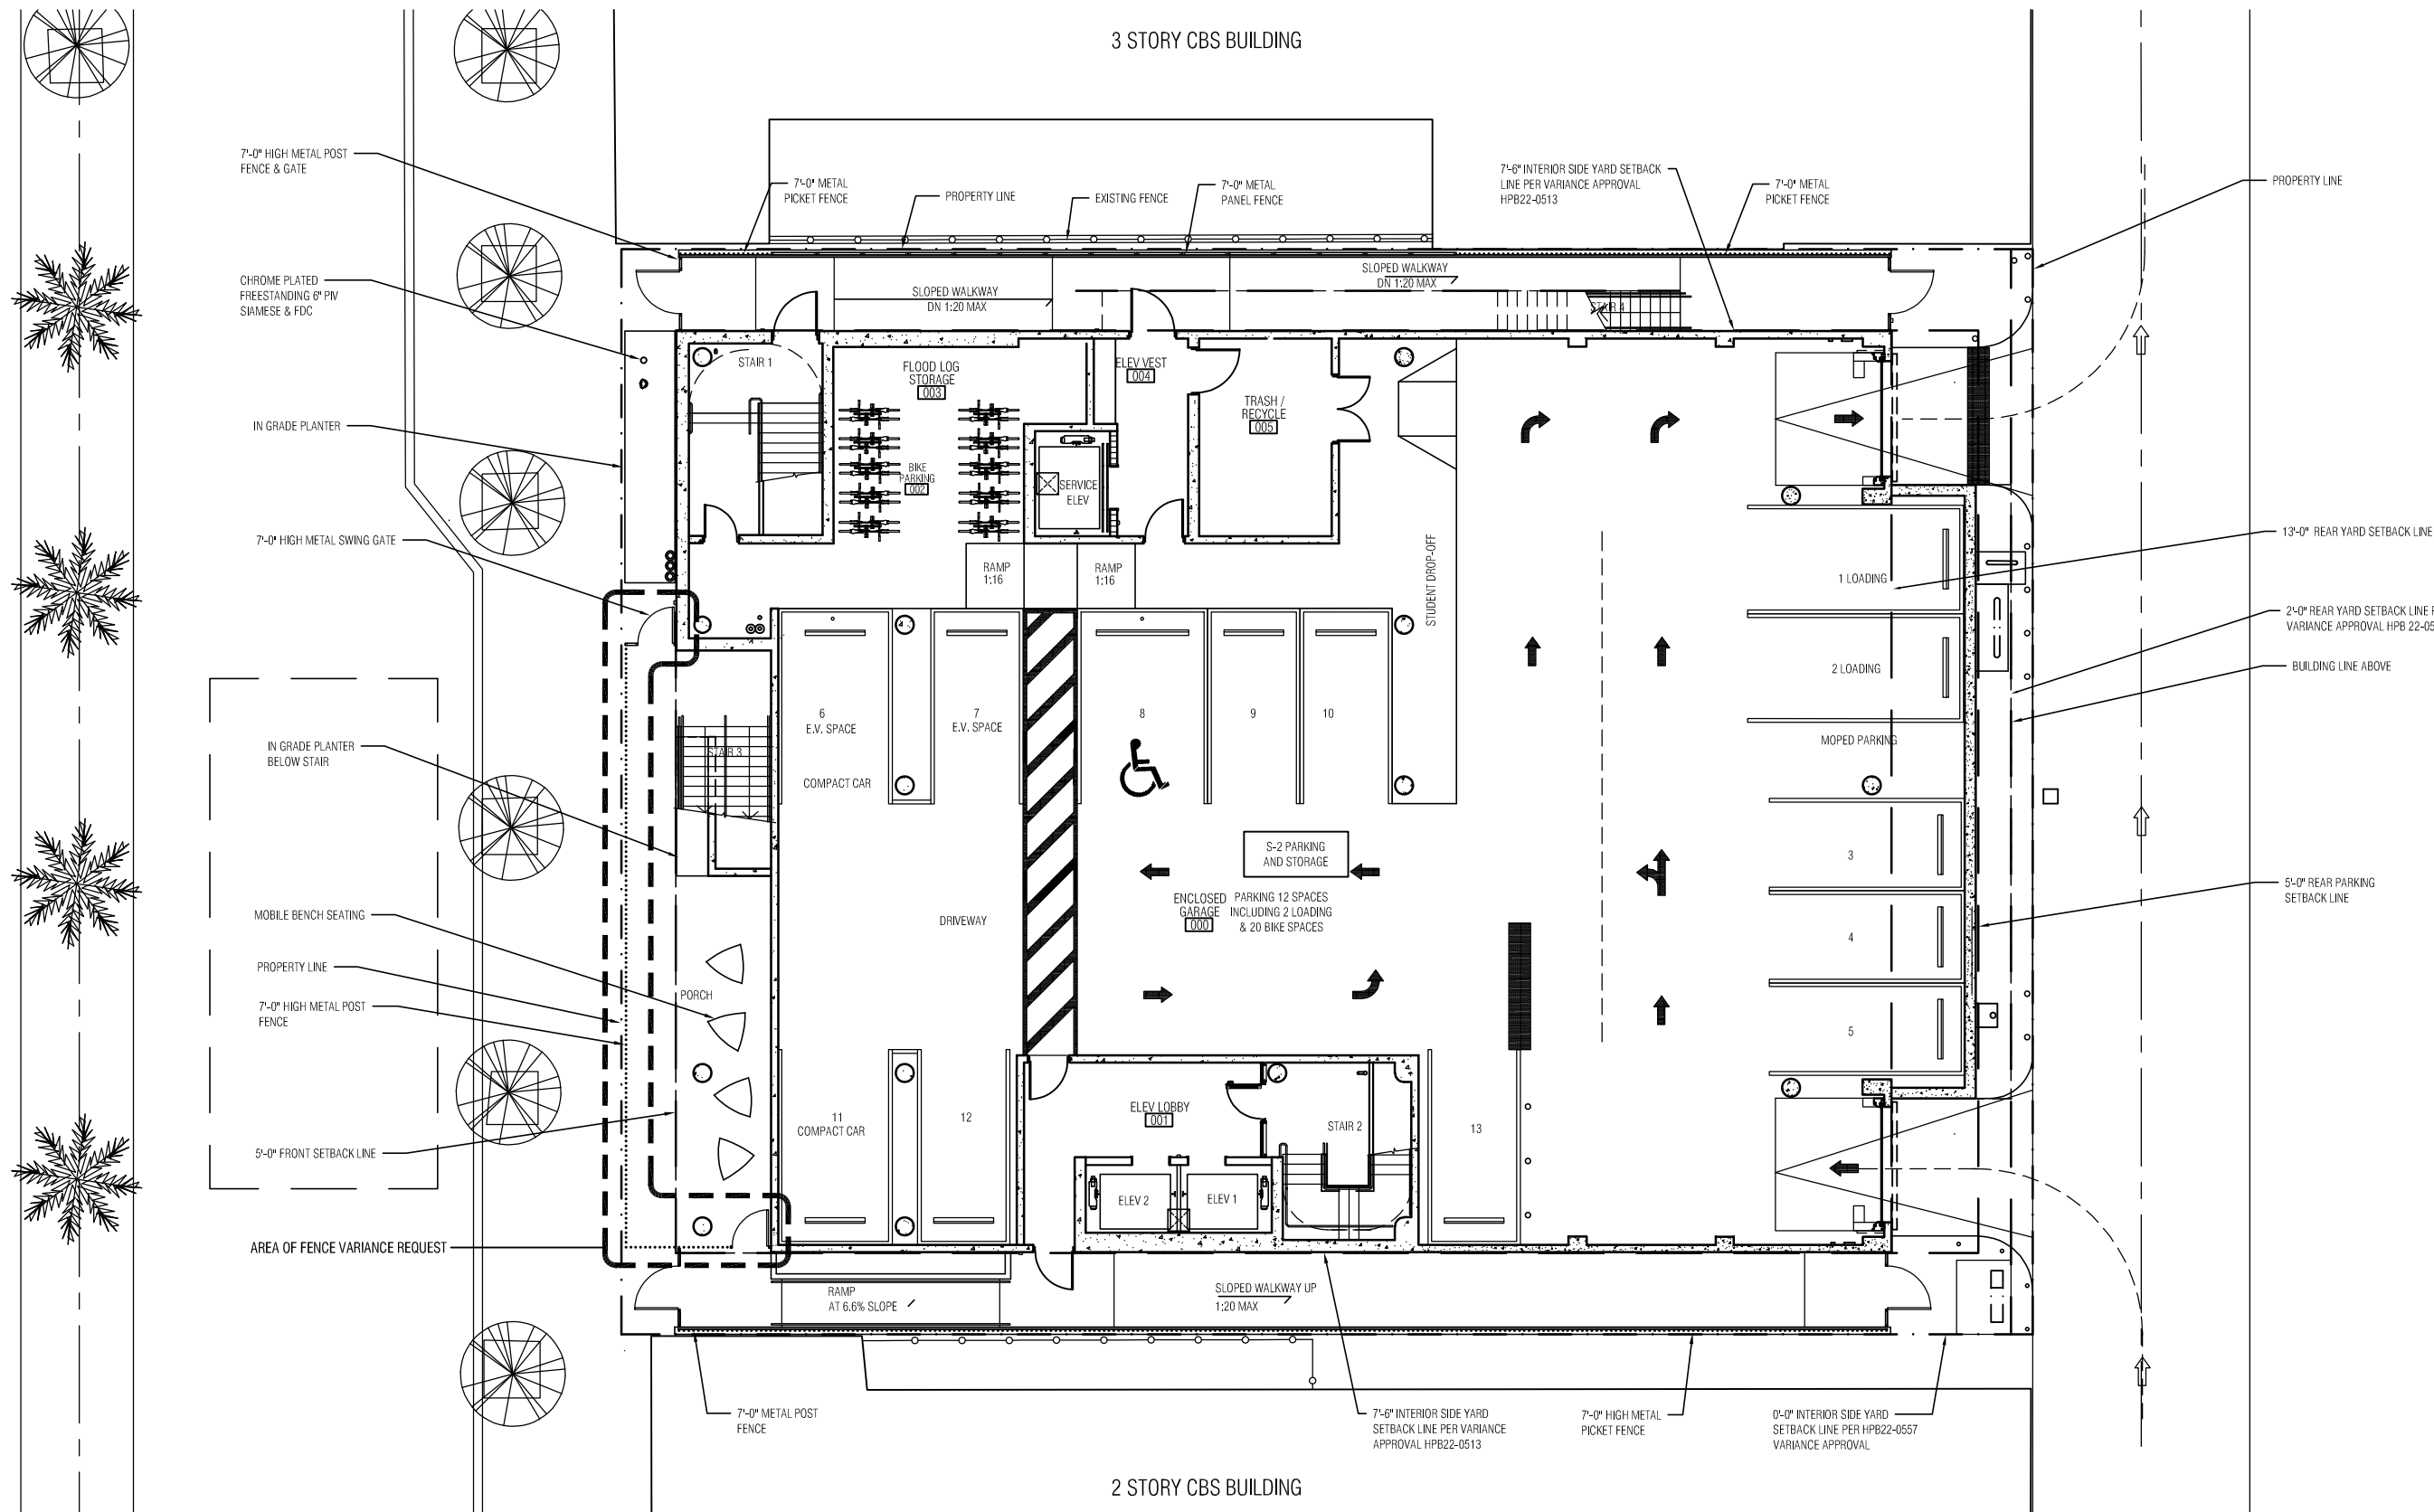 3 STORY CBS BUILDING
7'-0" HIGH METAL POST
FENCE & GATE
7'-0" METAL
PICKET FENCE
PROPERTY LINE
EXISTING FENCE
7'-0" METAL
PANEL FENCE
7'-6" INTERIOR SIDE YARD SETBACK
LINE PER VARIANCE APPROVAL
HPB22-0513
7'-0" METAL
PICKET FENCE
PROPERTY LINE
CHROME PLATED
FREESTANDING 6" PIV
SIAMESE & FDC
SLOPED WALKWAY
DN 1:20 MAX
SLOPED WALKWAY
DN 1:20 MAX
STAIR 4
STAIR 1
FLOOD LOG
STORAGE
003
ELEV VEST
004
TRASH /
RECYCLE
005
IN GRADE PLANTER
BIKE
PARKING
002
SERVICE
ELEV
7'-0" HIGH METAL SWING GATE
RAMP
1:16
RAMP
1:16
STUDENT DROP-OFF
1 LOADING
13'-0" REAR YARD SETBACK LINE
2'-0" REAR YARD SETBACK LINE
VARIANCE APPROVAL HPB 22-05
2 LOADING
BUILDING LINE ABOVE
6
E.V. SPACE
7
E.V. SPACE
8
9
10
MOPED PARKING
IN GRADE PLANTER
BELOW STAIR
STAIR 3
COMPACT CAR
S-2 PARKING
AND STORAGE
3
5'-0" REAR PARKING
SETBACK LINE
ENCLOSED
GARAGE
000
PARKING 12 SPACES
INCLUDING 2 LOADING
& 20 BIKE SPACES
MOBILE BENCH SEATING
DRIVEWAY
4
PROPERTY LINE
PORCH
7'-0" HIGH METAL POST
FENCE
5
11
COMPACT CAR
12
ELEV LOBBY
001
STAIR 2
13
5'-0" FRONT SETBACK LINE
ELEV 2
ELEV 1
AREA OF FENCE VARIANCE REQUEST
RAMP
AT 6.6% SLOPE
SLOPED WALKWAY UP
1:20 MAX
7'-0" METAL POST
FENCE
7'-6" INTERIOR SIDE YARD
SETBACK LINE PER VARIANCE
APPROVAL HPB22-0513
7'-0" HIGH METAL
PICKET FENCE
0'-0" INTERIOR SIDE YARD
SETBACK LINE PER HPB22-0557
VARIANCE APPROVAL
2 STORY CBS BUILDING